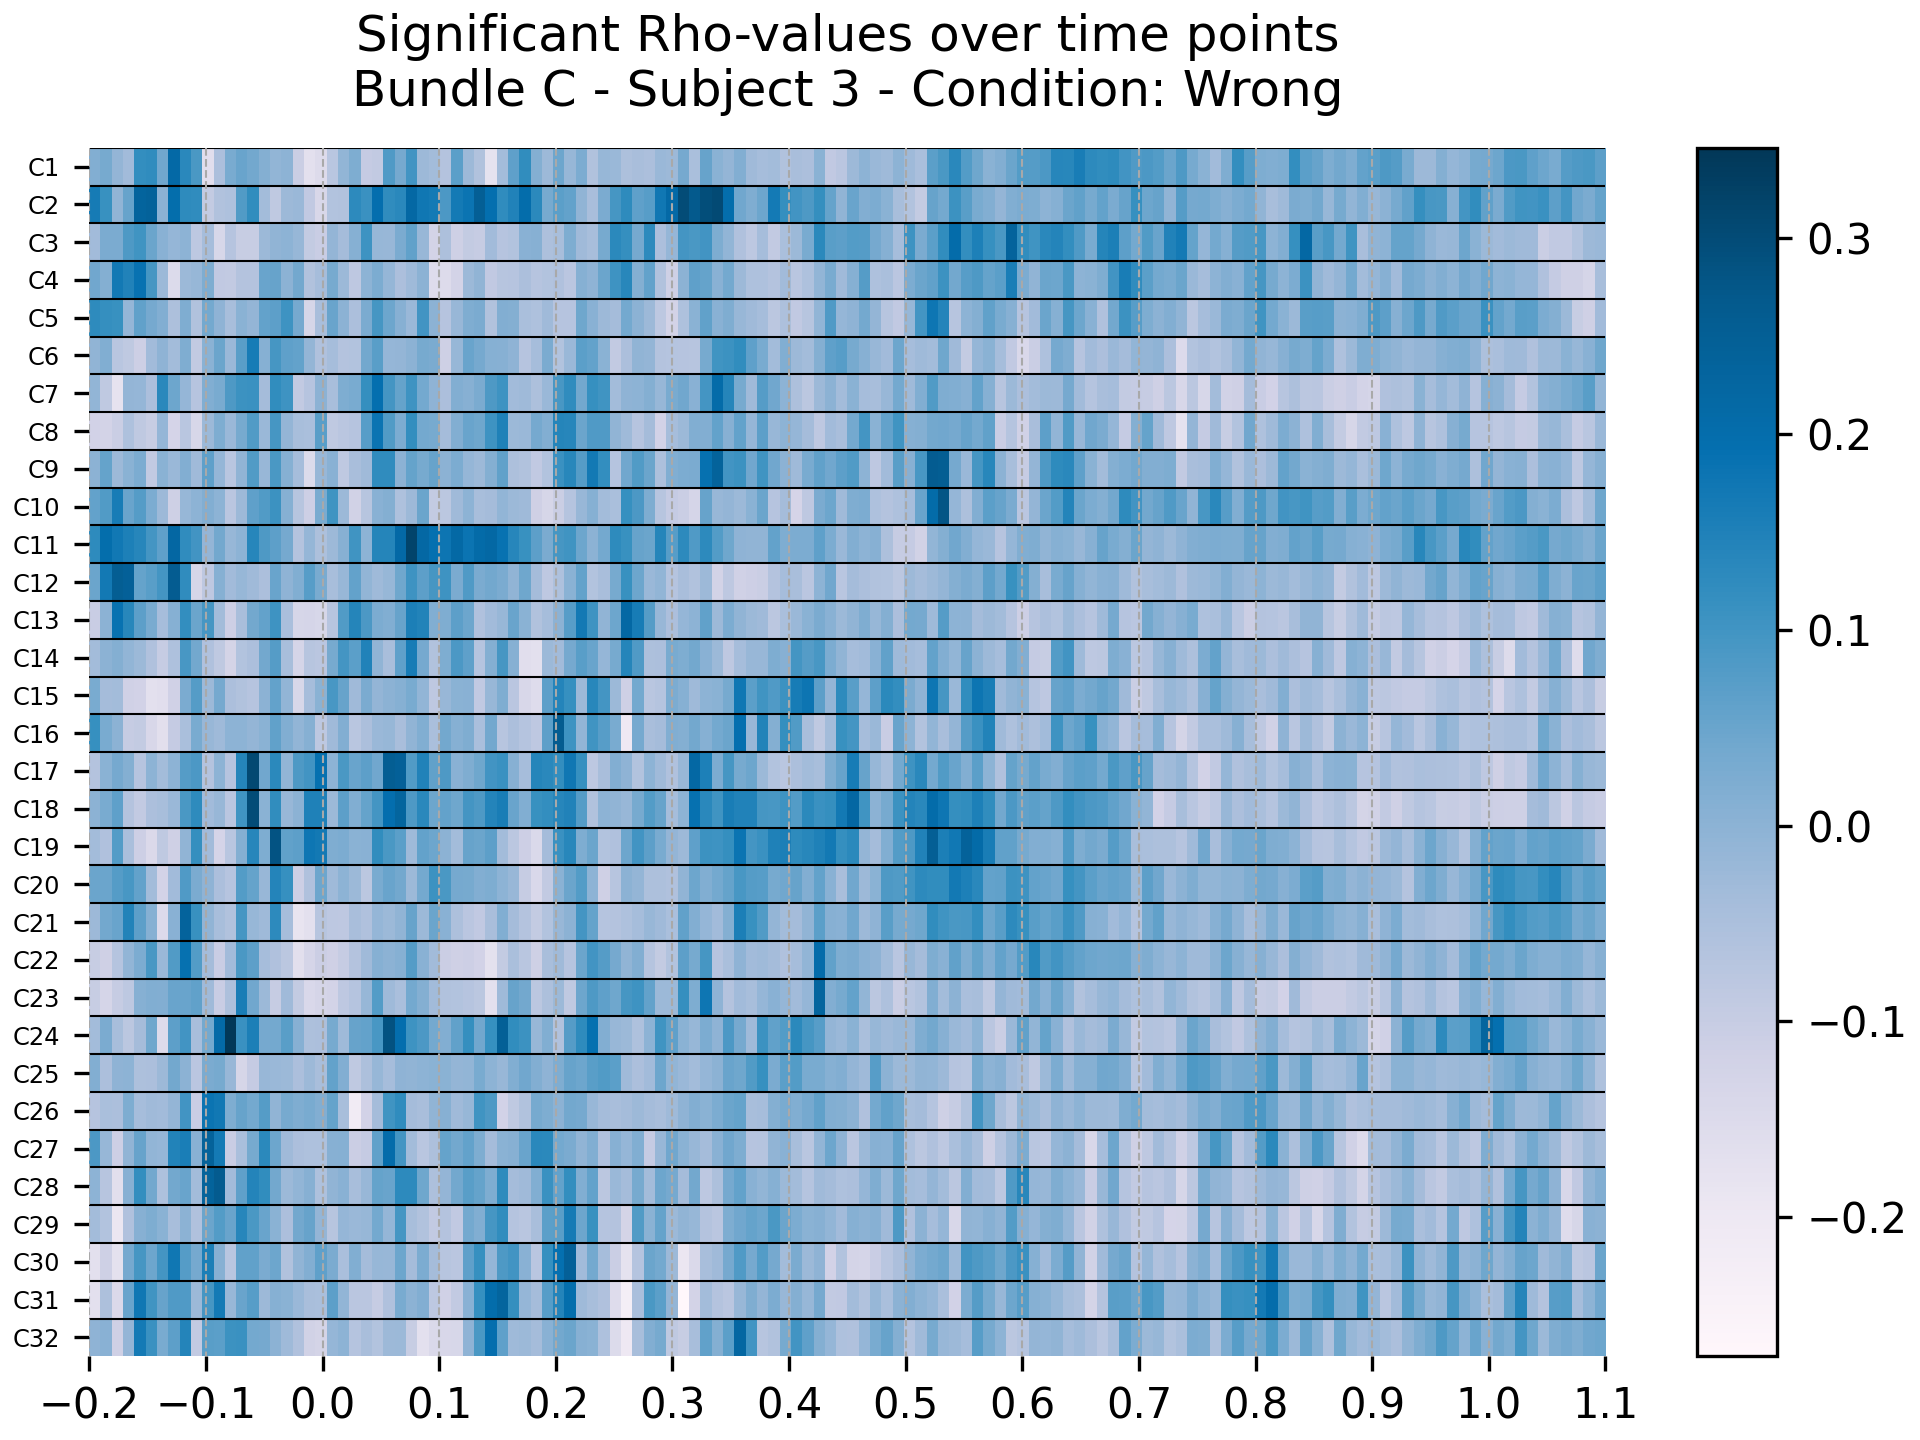 Significant Rho-values over time points
Bundle C - Subject 3 - Condition: Wrong
C1
C2
C3
C4
C5
C6
C7
C8
C9
C10
C11
C12
C13
C14
C15
C16
C17
C18
C19
C20
C21
C22
C23
C24
C25
C26
C27
C28
C29
C30
C31
C32
−0.2 −0.1 0.0 0.1 0.2 0.3 0.4 0.5 0.6 0.7 0.8 0.9 1.0 1.1
0.3
0.2
0.1
0.0
−0.1
−0.2